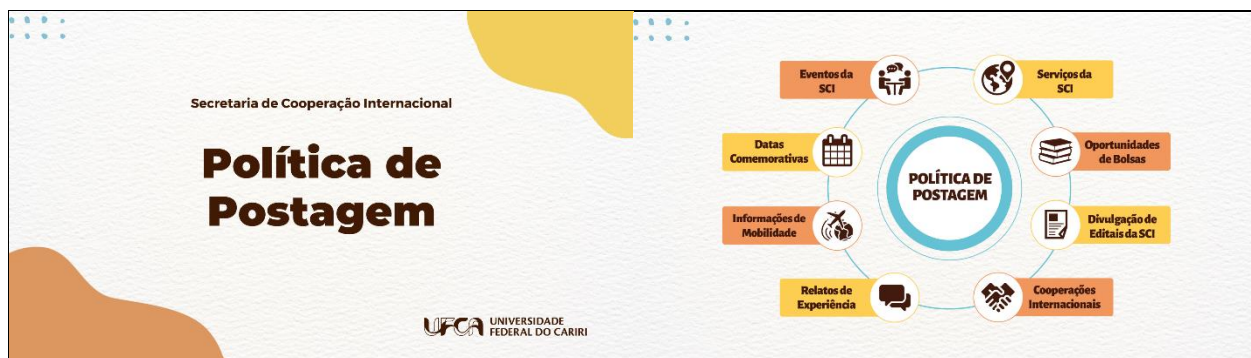 Secretaria de Cooperação Internacional
Política de
Postagem
UFCA UNIVERSIDADE
FEDERAL DO CARIRI
Eventos da
SCI
Serviços da
SCI
Datas
Comemorativas
Oportunidades
de Bolsas
POLÍTICA DE
POSTAGEM
Informações de
Mobilidade
Divulgação de
Editais da SCI
Relatos de
Experiência
Cooperações
Internacionais